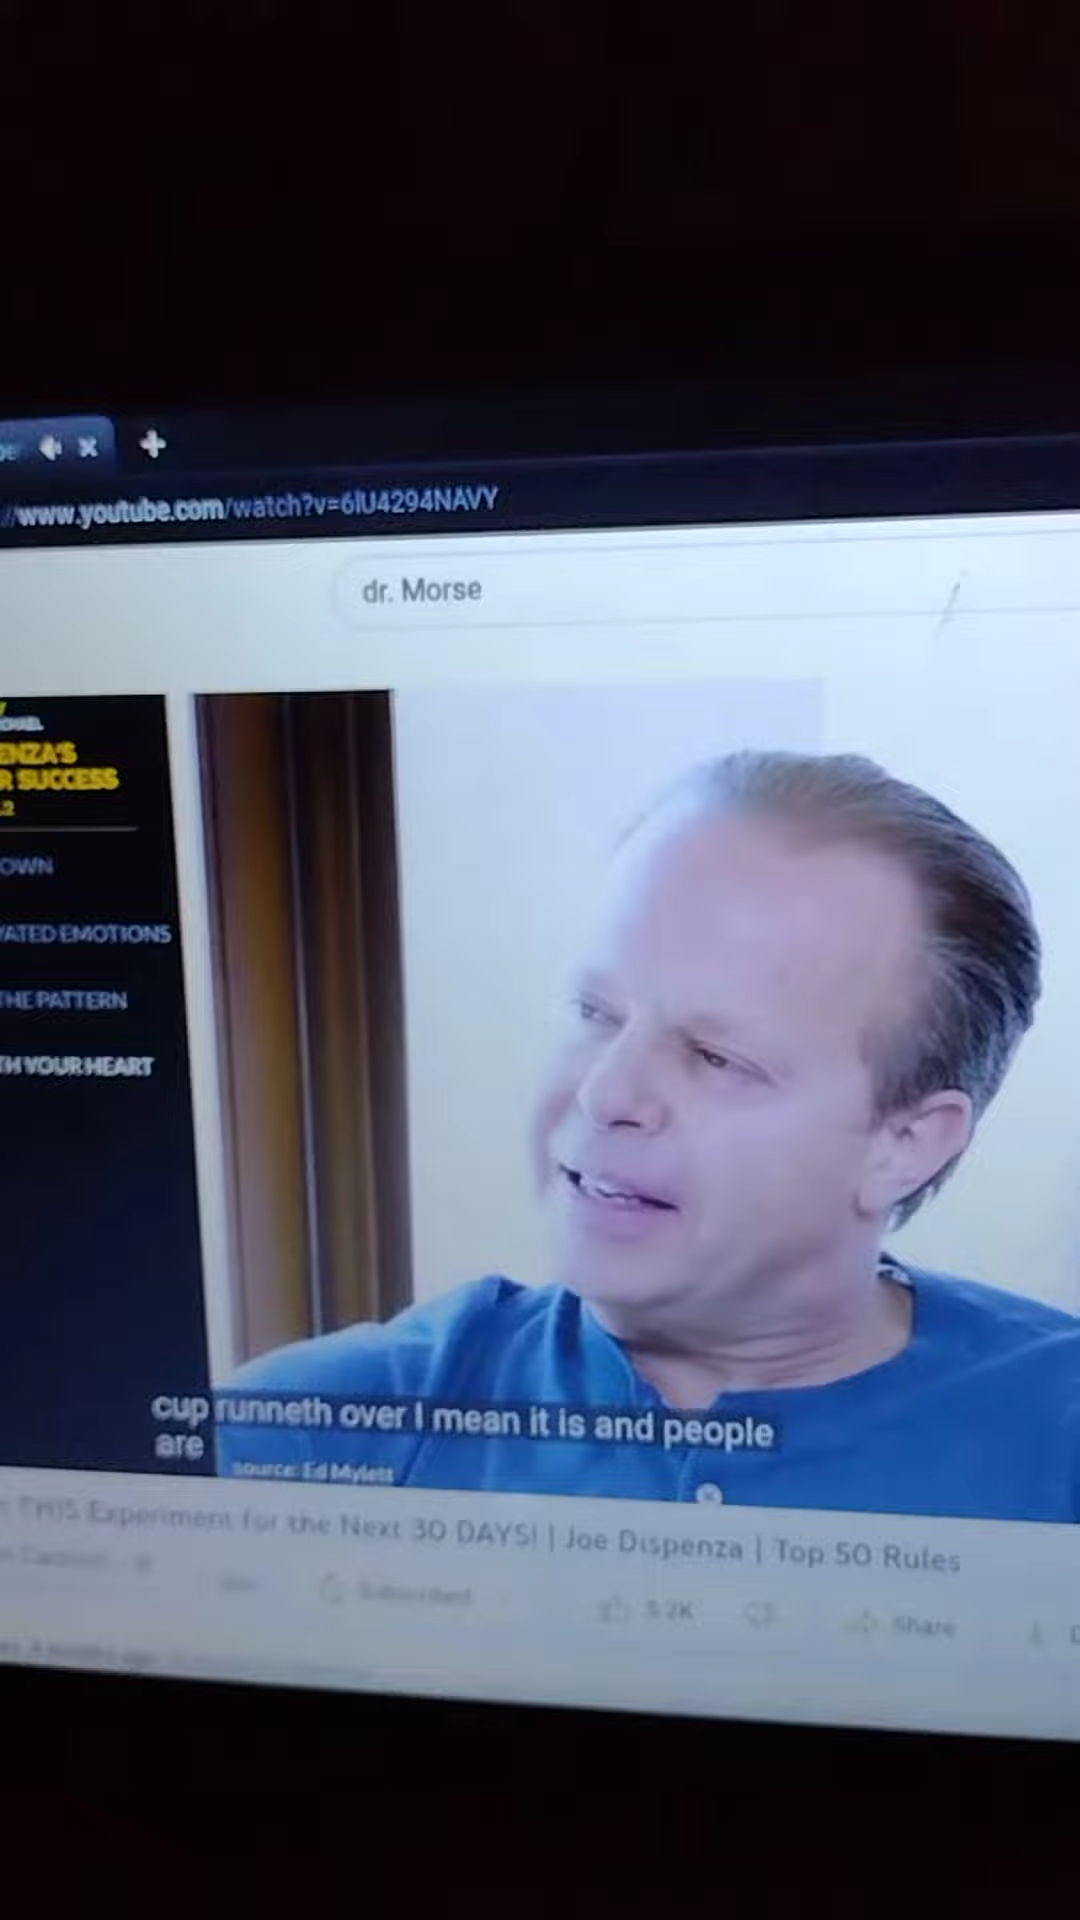 www.youtube.com/watch?v=6lU4294NAVY
dr. Morse
ENZA'S
R SUCCESS
OWN
VATED EMOTIONS
THE PATTERN
TH YOUR HEART
cup runneth over I mean it is and people
are
source: Ed Mylett
THIS Experiment for the Next 30 DAYS! | Joe Dispenza | Top 50 Rules
Subscribed
Share